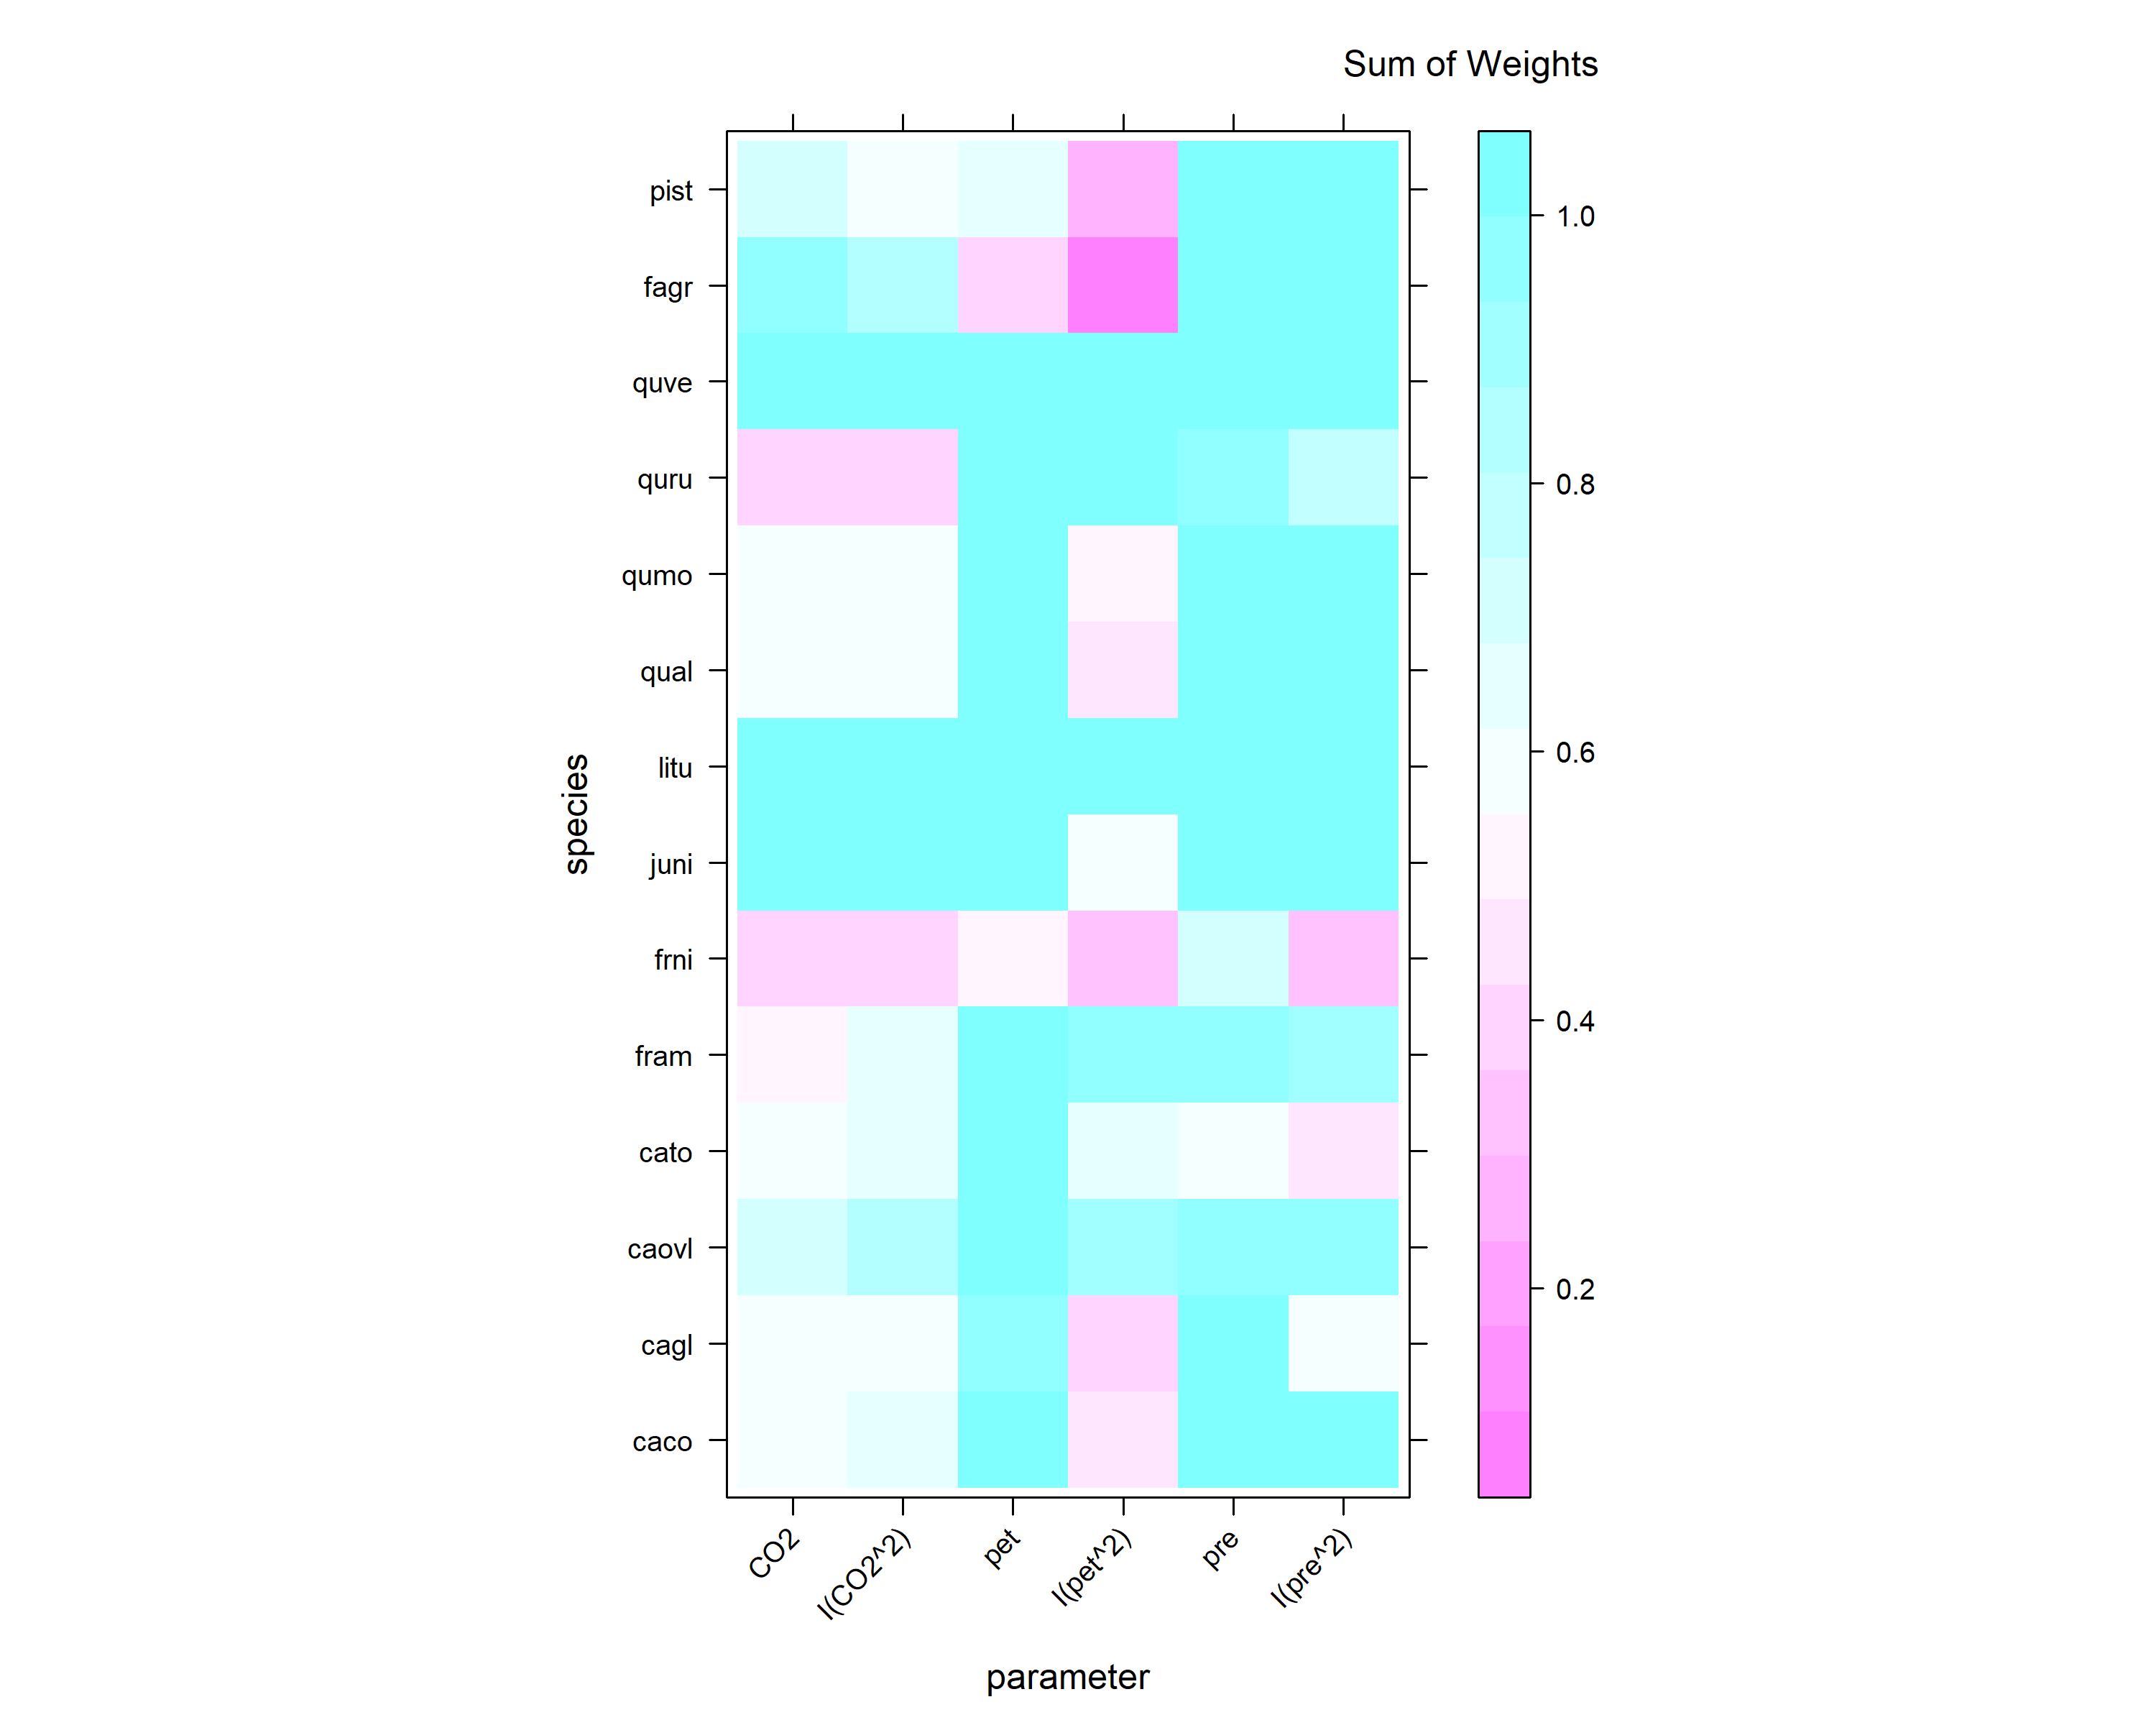 Sum of Weights
pist
fagr
quve
quru
qumo
qual
litu
juni
frni
fram
cato
caovl
cagl
caco
species
1.0
0.8
0.6
0.4
0.2
CO2
I(CO2^2)
pet
I(pet^2)
pre
I(pre^2)
parameter